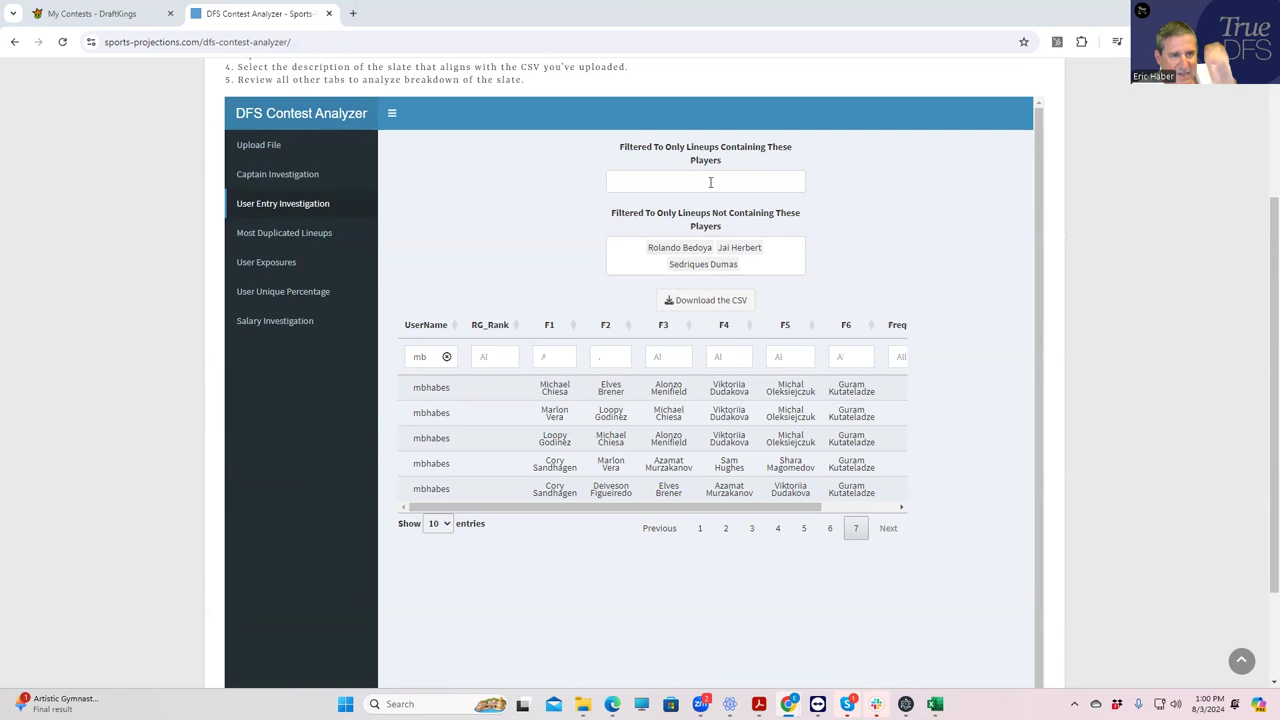 My Contests - DraftKings
DFS Contest Analyzer - Sports-
sports-projections.com/dfs-contest-analyzer/
True
DFS
Eric Haber
4. Select the description of the slate that aligns with the CSV you've uploaded.
5. Review all other tabs to analyze breakdown of the slate.
DFS Contest Analyzer
Upload File
Captain Investigation
User Entry Investigation
Most Duplicated Lineups
User Exposures
User Unique Percentage
Salary Investigation
Filtered To Only Lineups Containing These
Players
Filtered To Only Lineups Not Containing These
Players
Rolando Bedoya Jai Herbert
Sedriques Dumas
Download the CSV
UserName RG_Rank F1 F2 F3 F4 F5 F6 Freq
mb Al Al Al Al Al All
mbhabes Michael Chiesa Elves Brener Alonzo Menifield Viktoriia Dudakova Michal Oleksiejczuk Guram Kutateladze
mbhabes Marlon Vera Loopy Godinez Michael Chiesa Viktoriia Dudakova Michal Oleksiejczuk Guram Kutateladze
mbhabes Loopy Godinez Michael Chiesa Alonzo Menifield Viktoriia Dudakova Michal Oleksiejczuk Guram Kutateladze
mbhabes Cory Sandhagen Marlon Vera Azamat Murzakanov Sam Hughes Shara Magomedov Guram Kutateladze
mbhabes Cory Sandhagen Deiveson Figueiredo Elves Brener Azamat Murzakanov Viktoriia Dudakova Guram Kutateladze
Show 10 entries
Previous 1 2 3 4 5 6 7 Next
Artistic Gymnast...
Final result
Search
1:00 PM
8/3/2024